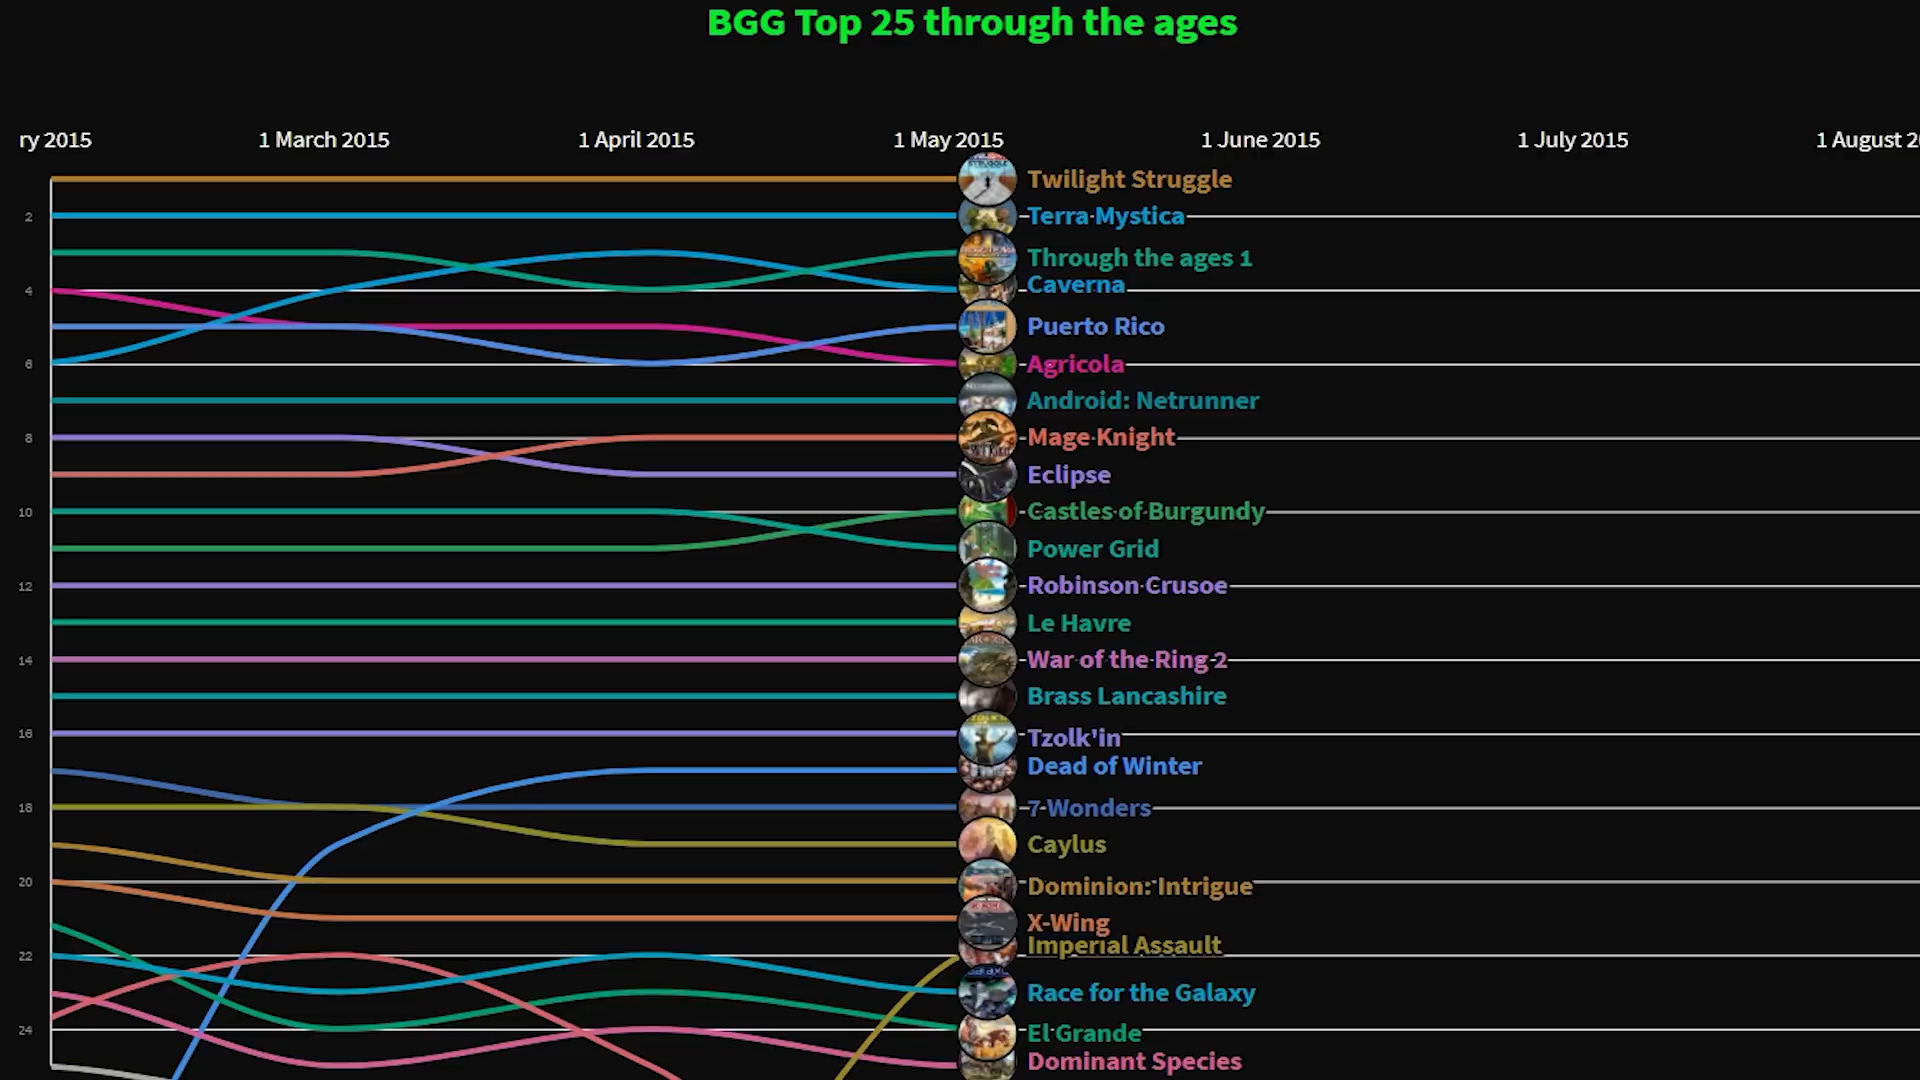 BGG Top 25 through the ages
ry 2015
1 March 2015
1 April 2015
1 May 2015
1 June 2015
1 July 2015
1 August 2
Twilight Struggle
2
Terra Mystica
Through the ages 1
4
Caverna
Puerto Rico
6
Agricola
Android: Netrunner
8
Mage Knight
Eclipse
10
Castles of Burgundy
Power Grid
12
Robinson Crusoe
Le Havre
14
War of the Ring 2
Brass Lancashire
16
Tzolk'in
Dead of Winter
18
7 Wonders
Caylus
20
Dominion: Intrigue
X-Wing
Imperial Assault
22
Race for the Galaxy
24
El Grande
Dominant Species